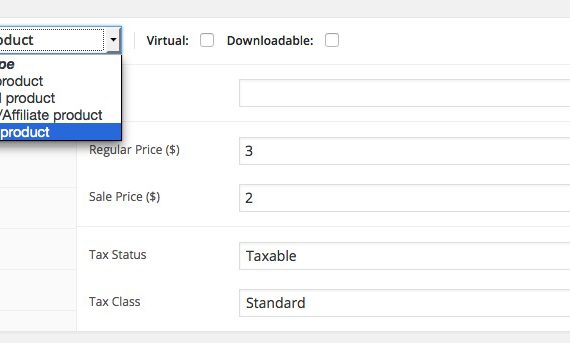 oduct Virtual: Downloadable:
pe
product
l product
/Affiliate product
product
Regular Price ($) 3
Sale Price ($) 2
Tax Status Taxable
Tax Class Standard